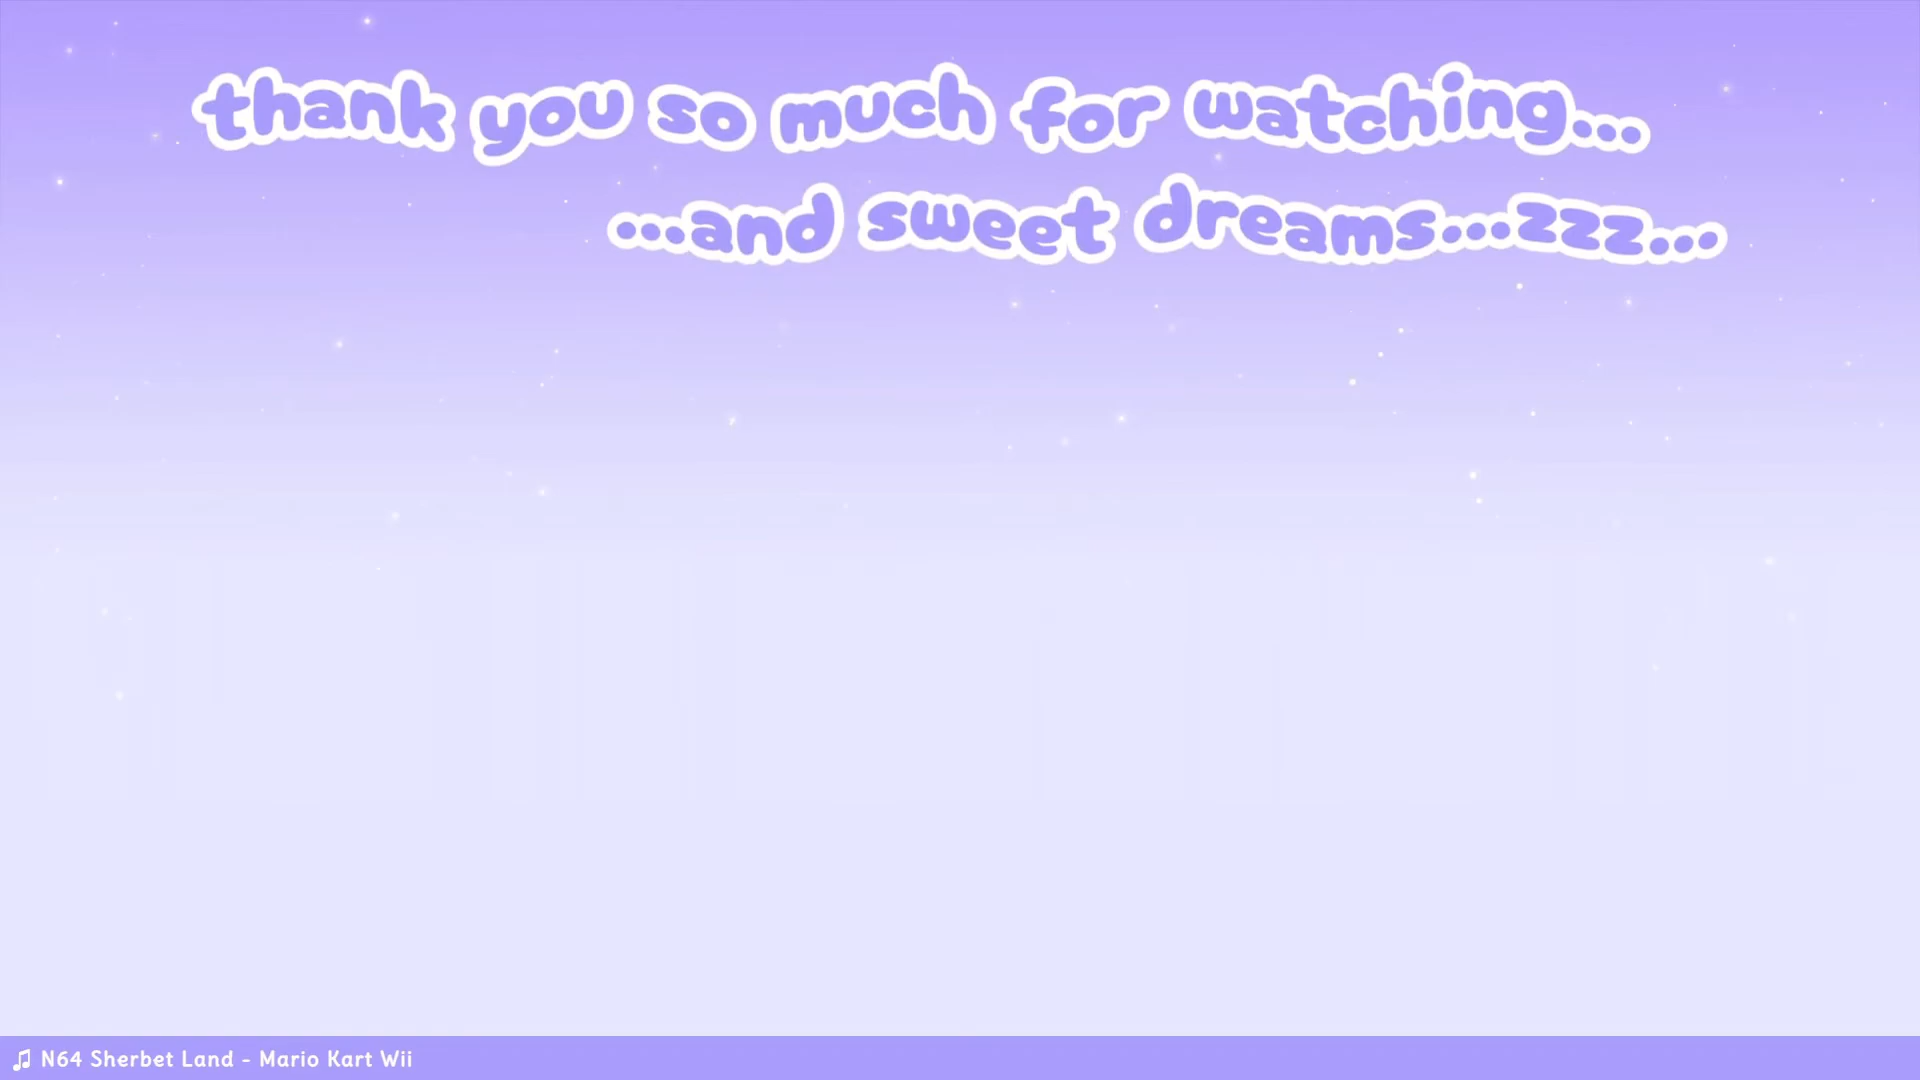 thank you so much for watching...
...and sweet dreams...zzz...
N64 Sherbet Land - Mario Kart Wii